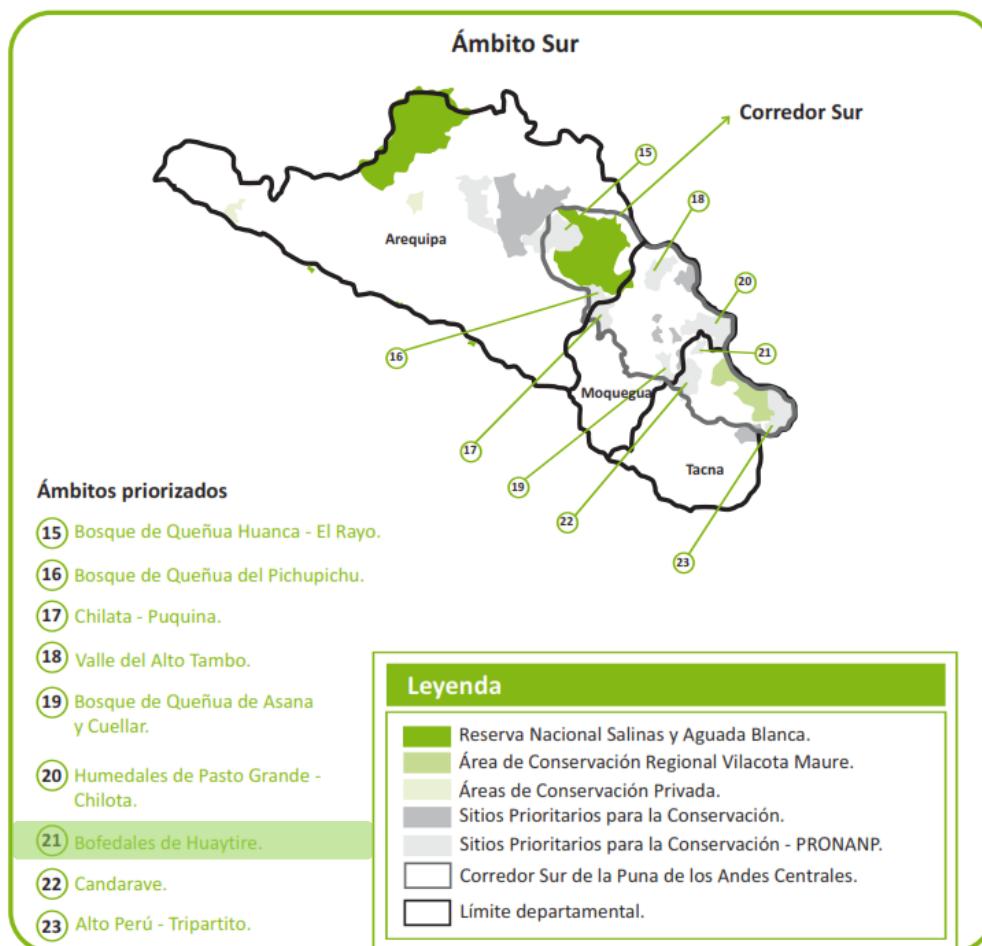 Ámbito Sur
Corredor Sur
15
18
Arequipa
20
21
16
Moquegua
17
19
Tacna
22
23
Ámbitos priorizados
15 Bosque de Queñua Huanca - El Rayo.
16 Bosque de Queñua del Pichupichu.
17 Chilata - Puquina.
18 Valle del Alto Tambo.
19 Bosque de Queñua de Asana
y Cuellar.
20 Humedales de Pasto Grande -
Chilota.
21 Bofedales de Huaytire.
22 Candarave.
23 Alto Perú - Tripartito.
Leyenda
Reserva Nacional Salinas y Aguada Blanca.
Área de Conservación Regional Vilacota Maure.
Áreas de Conservación Privada.
Sitios Prioritarios para la Conservación.
Sitios Prioritarios para la Conservación - PRONANP.
Corredor Sur de la Puna de los Andes Centrales.
Límite departamental.